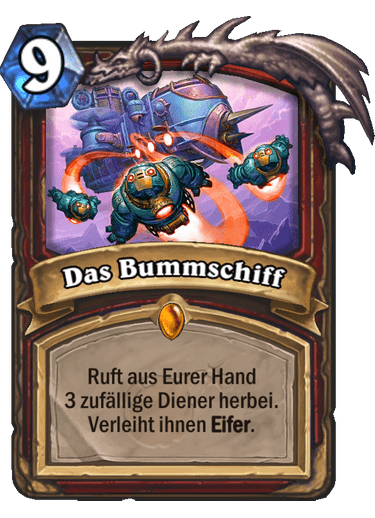 9
Das Bummschiff
Ruft aus Eurer Hand
3 zufällige Diener herbei.
Verleiht ihnen Eifer.